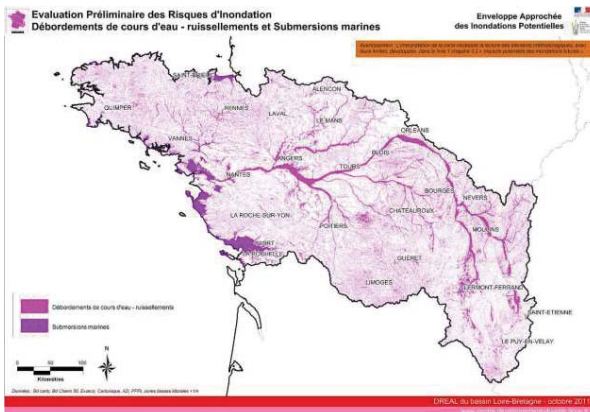 Evaluation Préliminaire des Risques d'Inondation
Débordements de cours d'eau - ruissellements et Submersions marines
Enveloppe Approchée
des Inondations Potentielles
SAINT-BRIEUC
ALENCON
QUIMPER
RENNES
LAVAL
LE MANS
ORLEANS
VANNES
BLOIS
ANGERS
TOURS
NANTES
BOURGES
NEVERS
LA ROCHE-SUR-YON
CHATEAUROUX
MOULINS
POITIERS
NIORT
LA ROCHELLE
GUERET
LIMOGES
CLERMONT-FERRAND
SAINT-ETIENNE
LE PUY-EN-VELAY
Débordements de cours d'eau - ruissellements
Submersions marines
N
Kilomètres
DREAL du bassin Loire-Bretagne - octobre 2011